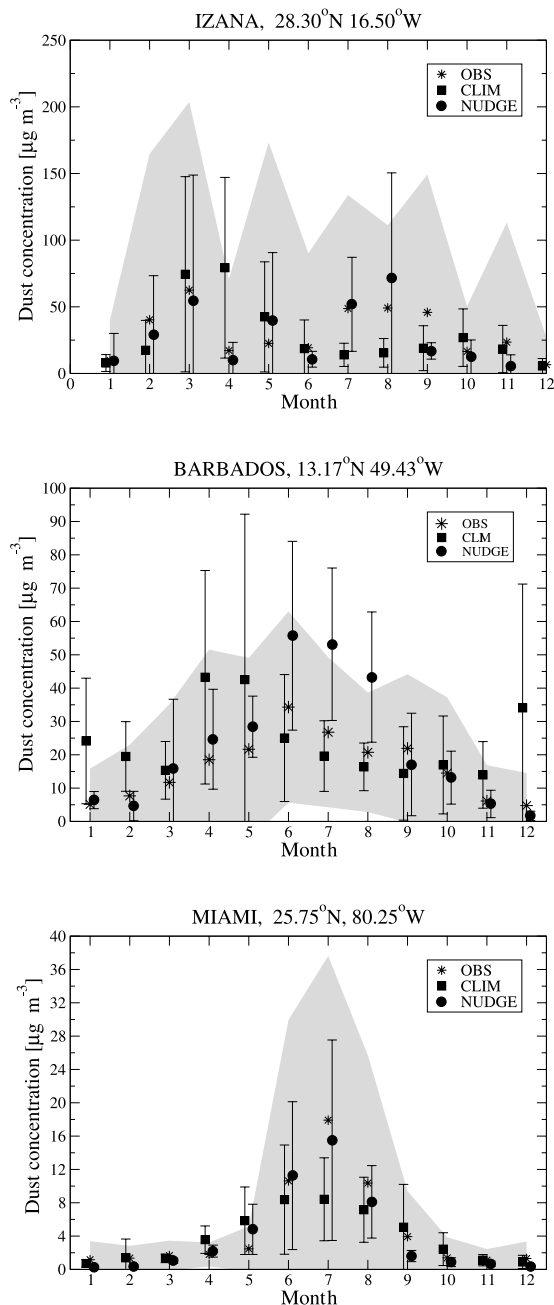 IZANA, 28.30°N 16.50°W
250
200
150
100
50
0
Dust concentration [µg m⁻³]
OBS
CLIM
NUDGE
0 1 2 3 4 5 6 7 8 9 10 11 12
Month
BARBADOS, 13.17°N 49.43°W
100
90
80
70
60
50
40
30
20
10
0
Dust concentration [µg m⁻³]
OBS
CLM
NUDGE
1 2 3 4 5 6 7 8 9 10 11 12
Month
MIAMI, 25.75°N, 80.25°W
40
36
32
28
24
20
16
12
8
4
0
Dust concentration [µg m⁻³]
OBS
CLIM
NUDGE
1 2 3 4 5 6 7 8 9 10 11 12
Month